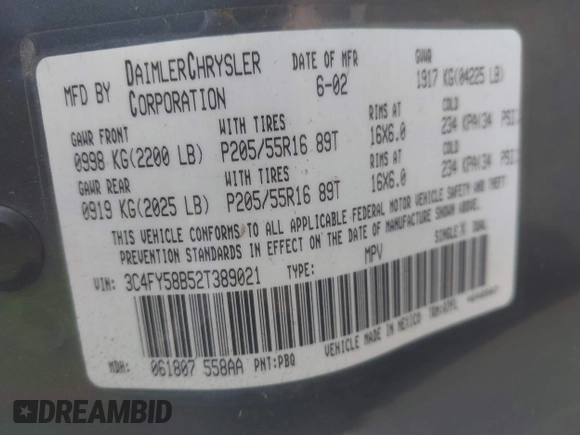 MFD BY DAIMLERCHRYSLER CORPORATION
DATE OF MFR 6-02
GVWR 1917 KG(04225 LB)
GAWR FRONT WITH TIRES RIMS AT COLD
0998 KG(2200 LB) P205/55R16 89T 16X6.0 234 KPA(34 PSI)
GAWR REAR WITH TIRES RIMS AT COLD
0919 KG(2025 LB) P205/55R16 89T 16X6.0 234 KPA(34 PSI
THIS VEHICLE CONFORMS TO ALL APPLICABLE FEDERAL MOTOR VEHICLE SAFETY AND THEFT
PREVENTION STANDARDS IN EFFECT ON THE DATE OF MANUFACTURE SHOWN ABOVE.
VIN: 3C4FY58B52T389021 TYPE: MPV SINGLE X DUAL
MDH: 061807 558AA PNT:PBQ VEHICLE MADE IN MEXICO
DREAMBID